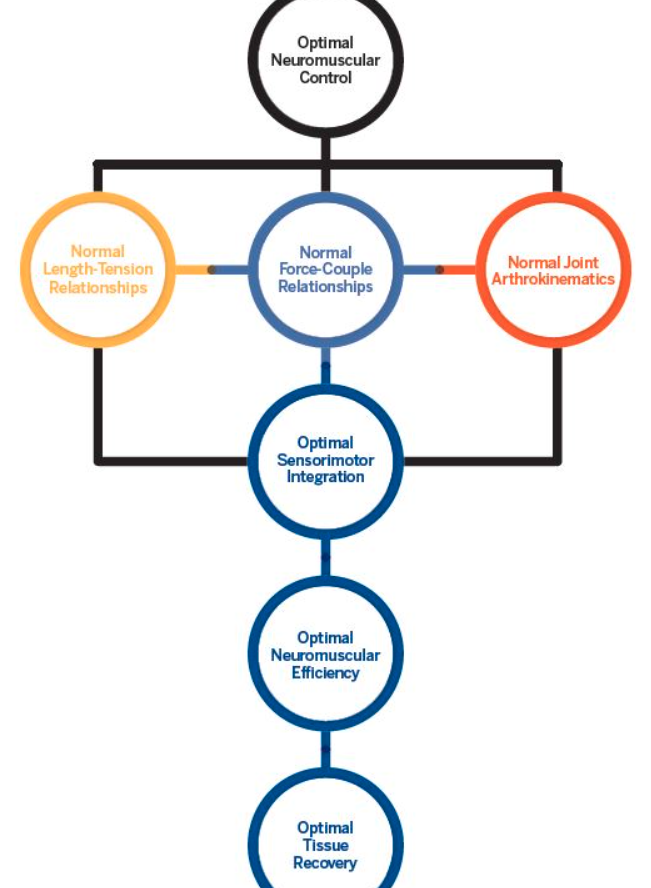 Optimal
Neuromuscular
Control
Normal
Length-Tension
Relationships
Normal
Force-Couple
Relationships
Normal Joint
Arthrokinematics
Optimal
Sensorimotor
Integration
Optimal
Neuromuscular
Efficiency
Optimal
Tissue
Recovery